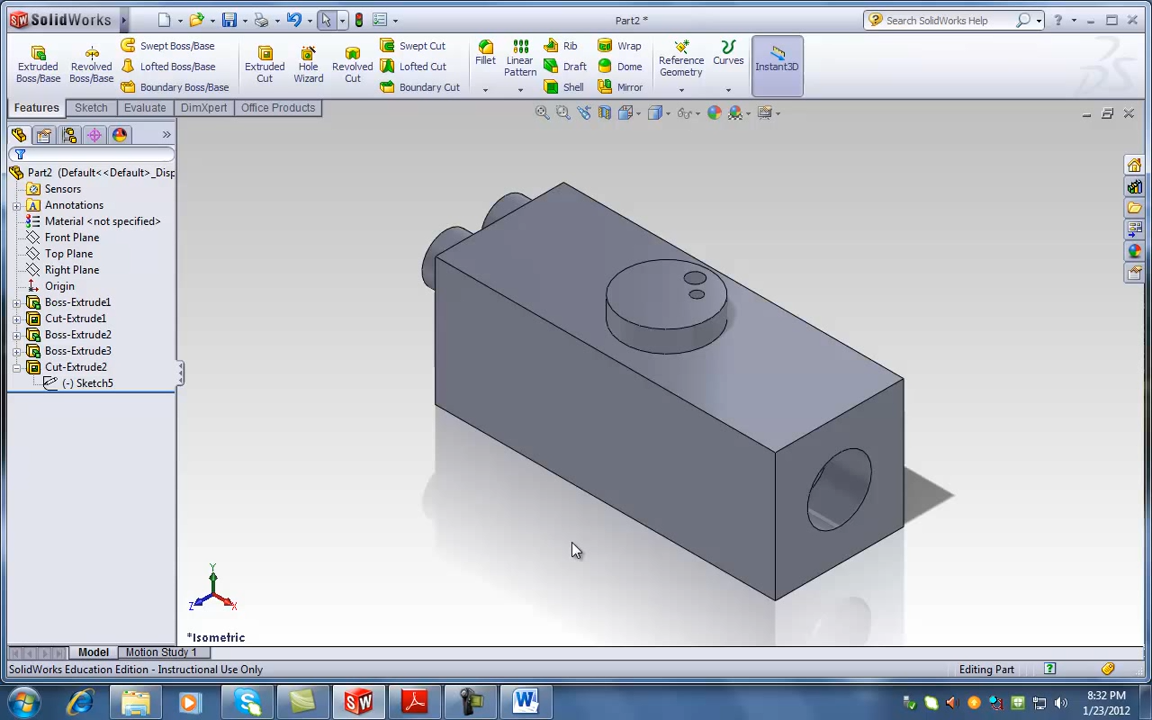 SolidWorks
Part2 *
Search SolidWorks Help
Extruded Boss/Base
Revolved Boss/Base
Swept Boss/Base
Lofted Boss/Base
Boundary Boss/Base
Extruded Cut
Hole Wizard
Revolved Cut
Swept Cut
Lofted Cut
Boundary Cut
Fillet
Linear Pattern
Rib
Draft
Shell
Wrap
Dome
Mirror
Reference Geometry
Curves
Instant3D
Features
Sketch
Evaluate
DimXpert
Office Products
Part2 (Default<<Default>_Disp
Sensors
Annotations
Material <not specified>
Front Plane
Top Plane
Right Plane
Origin
Boss-Extrude1
Cut-Extrude1
Boss-Extrude2
Boss-Extrude3
Cut-Extrude2
(-) Sketch5
Y
Z
X
*Isometric
Model
Motion Study 1
SolidWorks Education Edition - Instructional Use Only
Editing Part
8:32 PM
1/23/2012